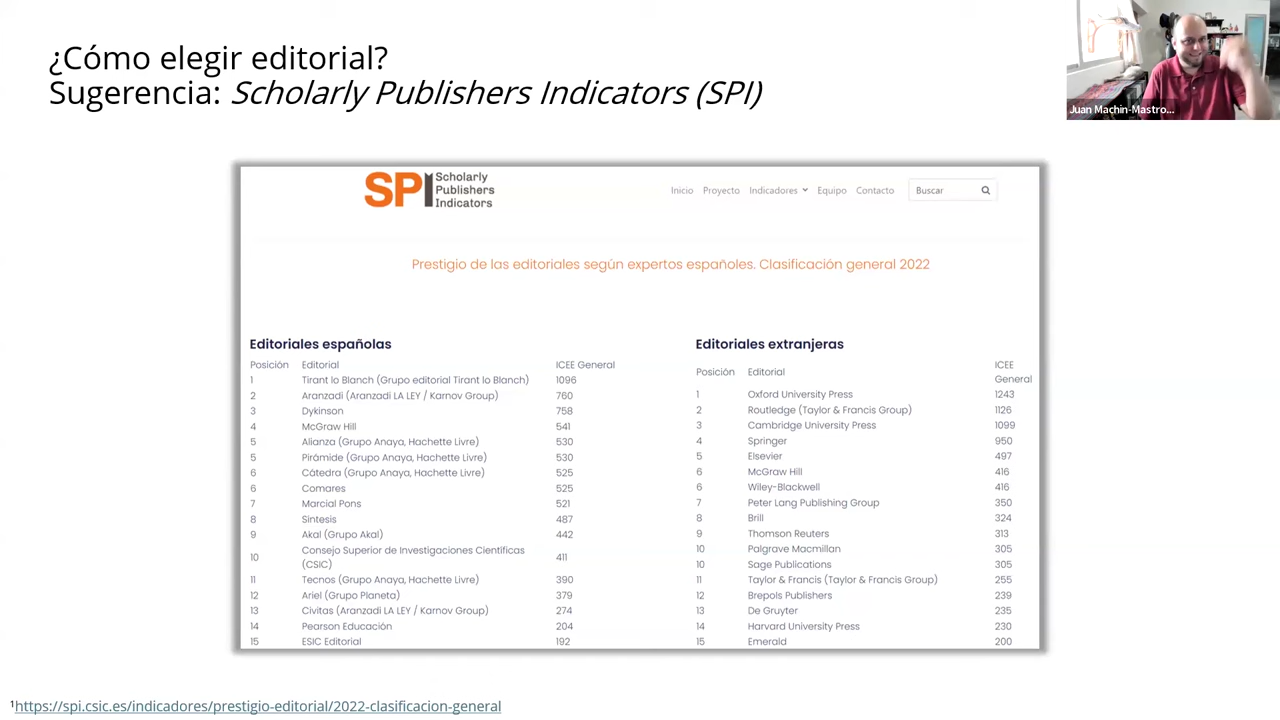 ¿Cómo elegir editorial?
Sugerencia: Scholarly Publishers Indicators (SPI)
Juan Machin-Mastro...
SPI Scholarly
Publishers
Indicators
Inicio Proyecto Indicadores Equipo Contacto Buscar
Prestigio de las editoriales según expertos españoles. Clasificación general 2022
Editoriales españolas
Posición Editorial ICEE General
1 Tirant lo Blanch (Grupo editorial Tirant lo Blanch) 1096
2 Aranzadi (Aranzadi LA LEY / Karnov Group) 760
3 Dykinson 758
4 McGraw Hill 541
5 Alianza (Grupo Anaya, Hachette Livre) 530
5 Pirámide (Grupo Anaya, Hachette Livre) 530
6 Cátedra (Grupo Anaya, Hachette Livre) 525
6 Comares 525
7 Marcial Pons 521
8 Síntesis 487
9 Akal (Grupo Akal) 442
10 Consejo Superior de Investigaciones Científicas
(CSIC) 411
11 Tecnos (Grupo Anaya, Hachette Livre) 390
12 Ariel (Grupo Planeta) 379
13 Civitas (Aranzadi LA LEY / Karnov Group) 274
14 Pearson Educación 204
15 ESIC Editorial 192
Editoriales extranjeras
Posición Editorial ICEE
General
1 Oxford University Press 1243
2 Routledge (Taylor & Francis Group) 1126
3 Cambridge University Press 1099
4 Springer 950
5 Elsevier 497
6 McGraw Hill 416
6 Wiley-Blackwell 416
7 Peter Lang Publishing Group 350
8 Brill 324
9 Thomson Reuters 313
10 Palgrave Macmillan 305
10 Sage Publications 305
11 Taylor & Francis (Taylor & Francis Group) 255
12 Brepols Publishers 239
13 De Gruyter 235
14 Harvard University Press 230
15 Emerald 200
¹https://spi.csic.es/indicadores/prestigio-editorial/2022-clasificacion-general